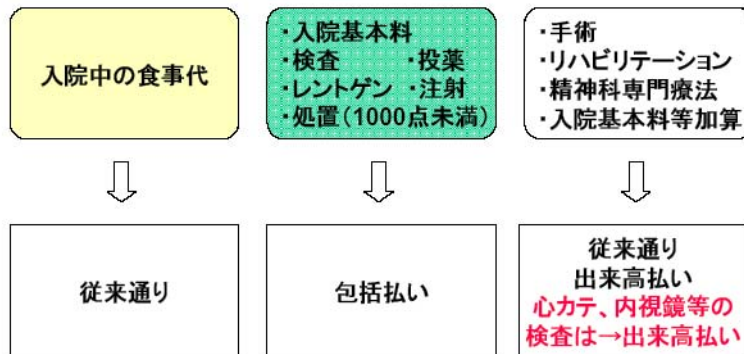 入院中の食事代
・入院基本料
・検査　　・投薬
・レントゲン ・注射
・処置(1000点未満)
・手術
・リハビリテーション
・精神科専門療法
・入院基本料等加算
従来通り
包括払い
従来通り
出来高払い
心カテ、内視鏡等の
検査は→出来高払い